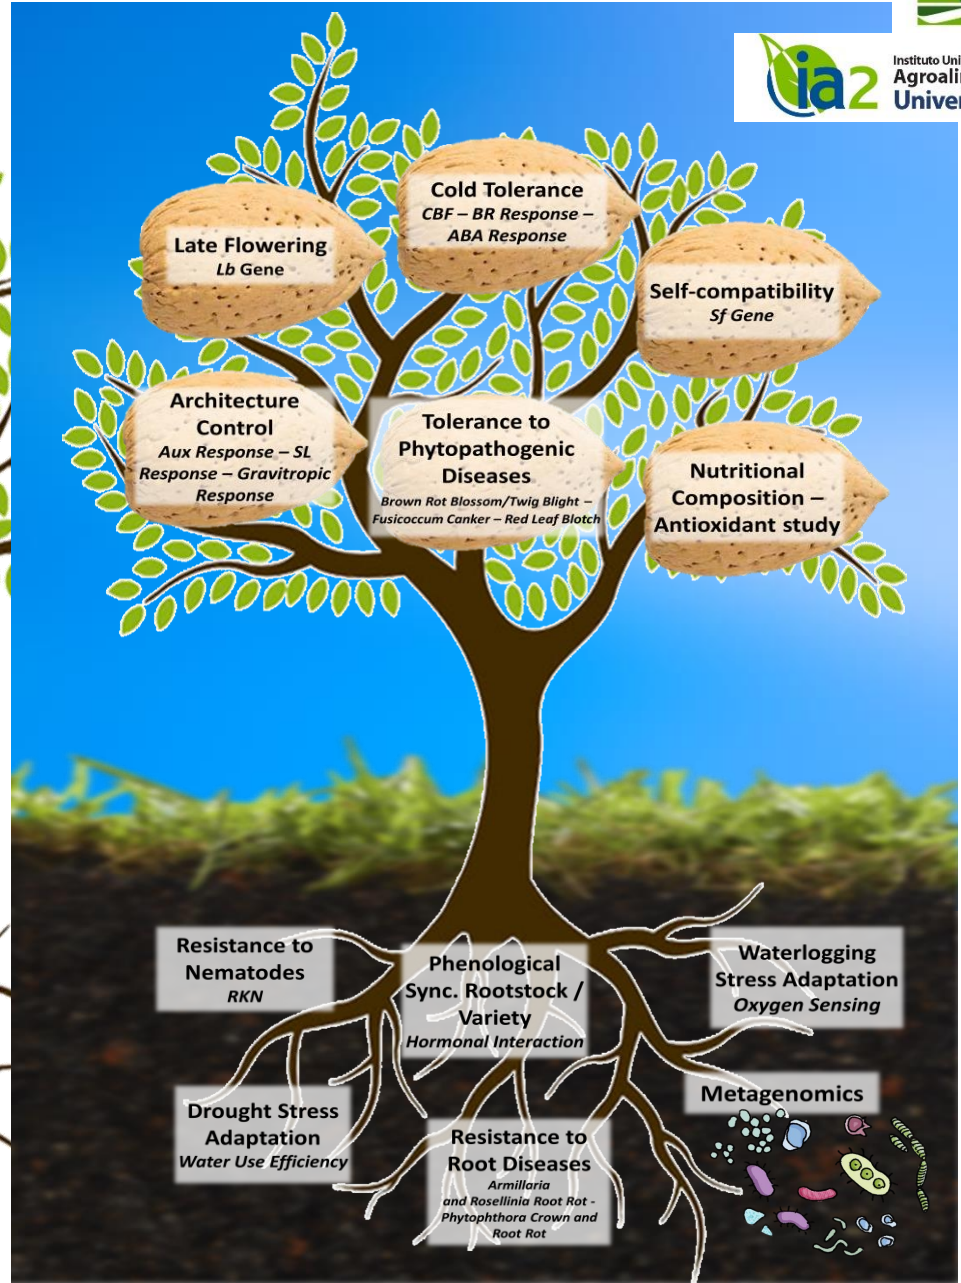 ia2
Instituto
Cold Tolerance
CBF – BR Response –
ABA Response
Late Flowering
Lb Gene
Self-compatibility
Sf Gene
Architecture
Control
Aux Response – SL
Response – Gravitropic
Response
Tolerance to
Phytopathogenic
Diseases
Brown Rot Blossom/Twig Blight –
Fusicoccum Canker – Red Leaf Blotch
Nutritional
Composition –
Antioxidant study
Resistance to
Nematodes
RKN
Phenological
Sync. Rootstock /
Variety
Hormonal Interaction
Waterlogging
Stress Adaptation
Oxygen Sensing
Drought Stress
Adaptation
Water Use Efficiency
Resistance to
Root Diseases
Armillaria
and Rosellinia Root Rot -
Phytophthora Crown and
Root Rot
Metagenomics